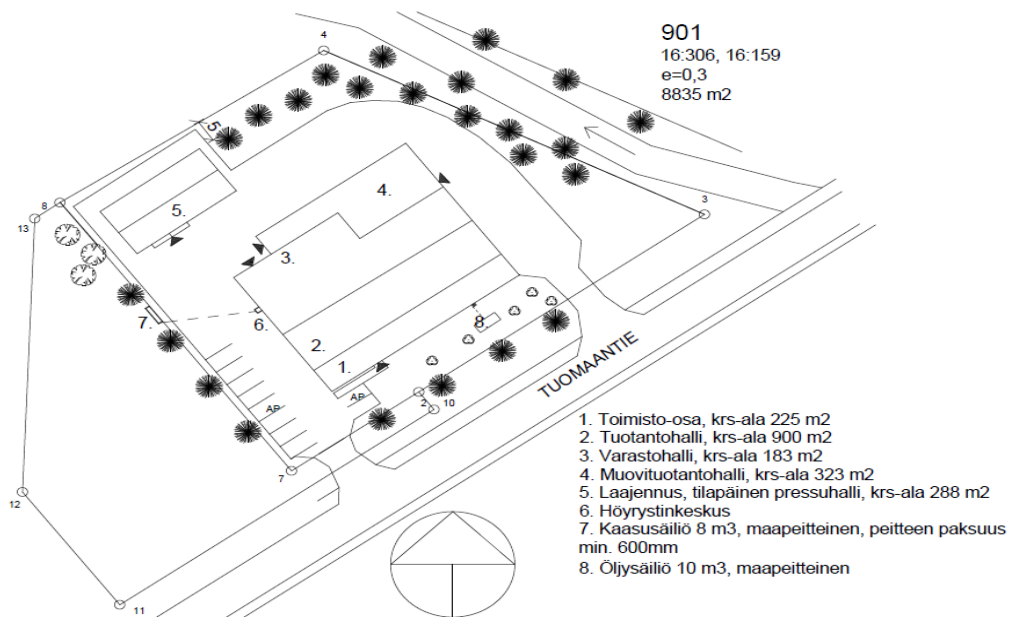 4
901
16:306, 16:159
e=0,3
8835 m2
5
8
13
5.
4.
3
3.
7.
6.
8.
2.
1.
AP
AP
2
10
TUOMAANTIE
7
12
11
1. Toimisto-osa, krs-ala 225 m2
2. Tuotantohalli, krs-ala 900 m2
3. Varastohalli, krs-ala 183 m2
4. Muovituotantohalli, krs-ala 323 m2
5. Laajennus, tilapäinen pressuhalli, krs-ala 288 m2
6. Höyrystinkeskus
7. Kaasusäiliö 8 m3, maapeitteinen, peitteen paksuus
min. 600mm
8. Öljysäiliö 10 m3, maapeitteinen